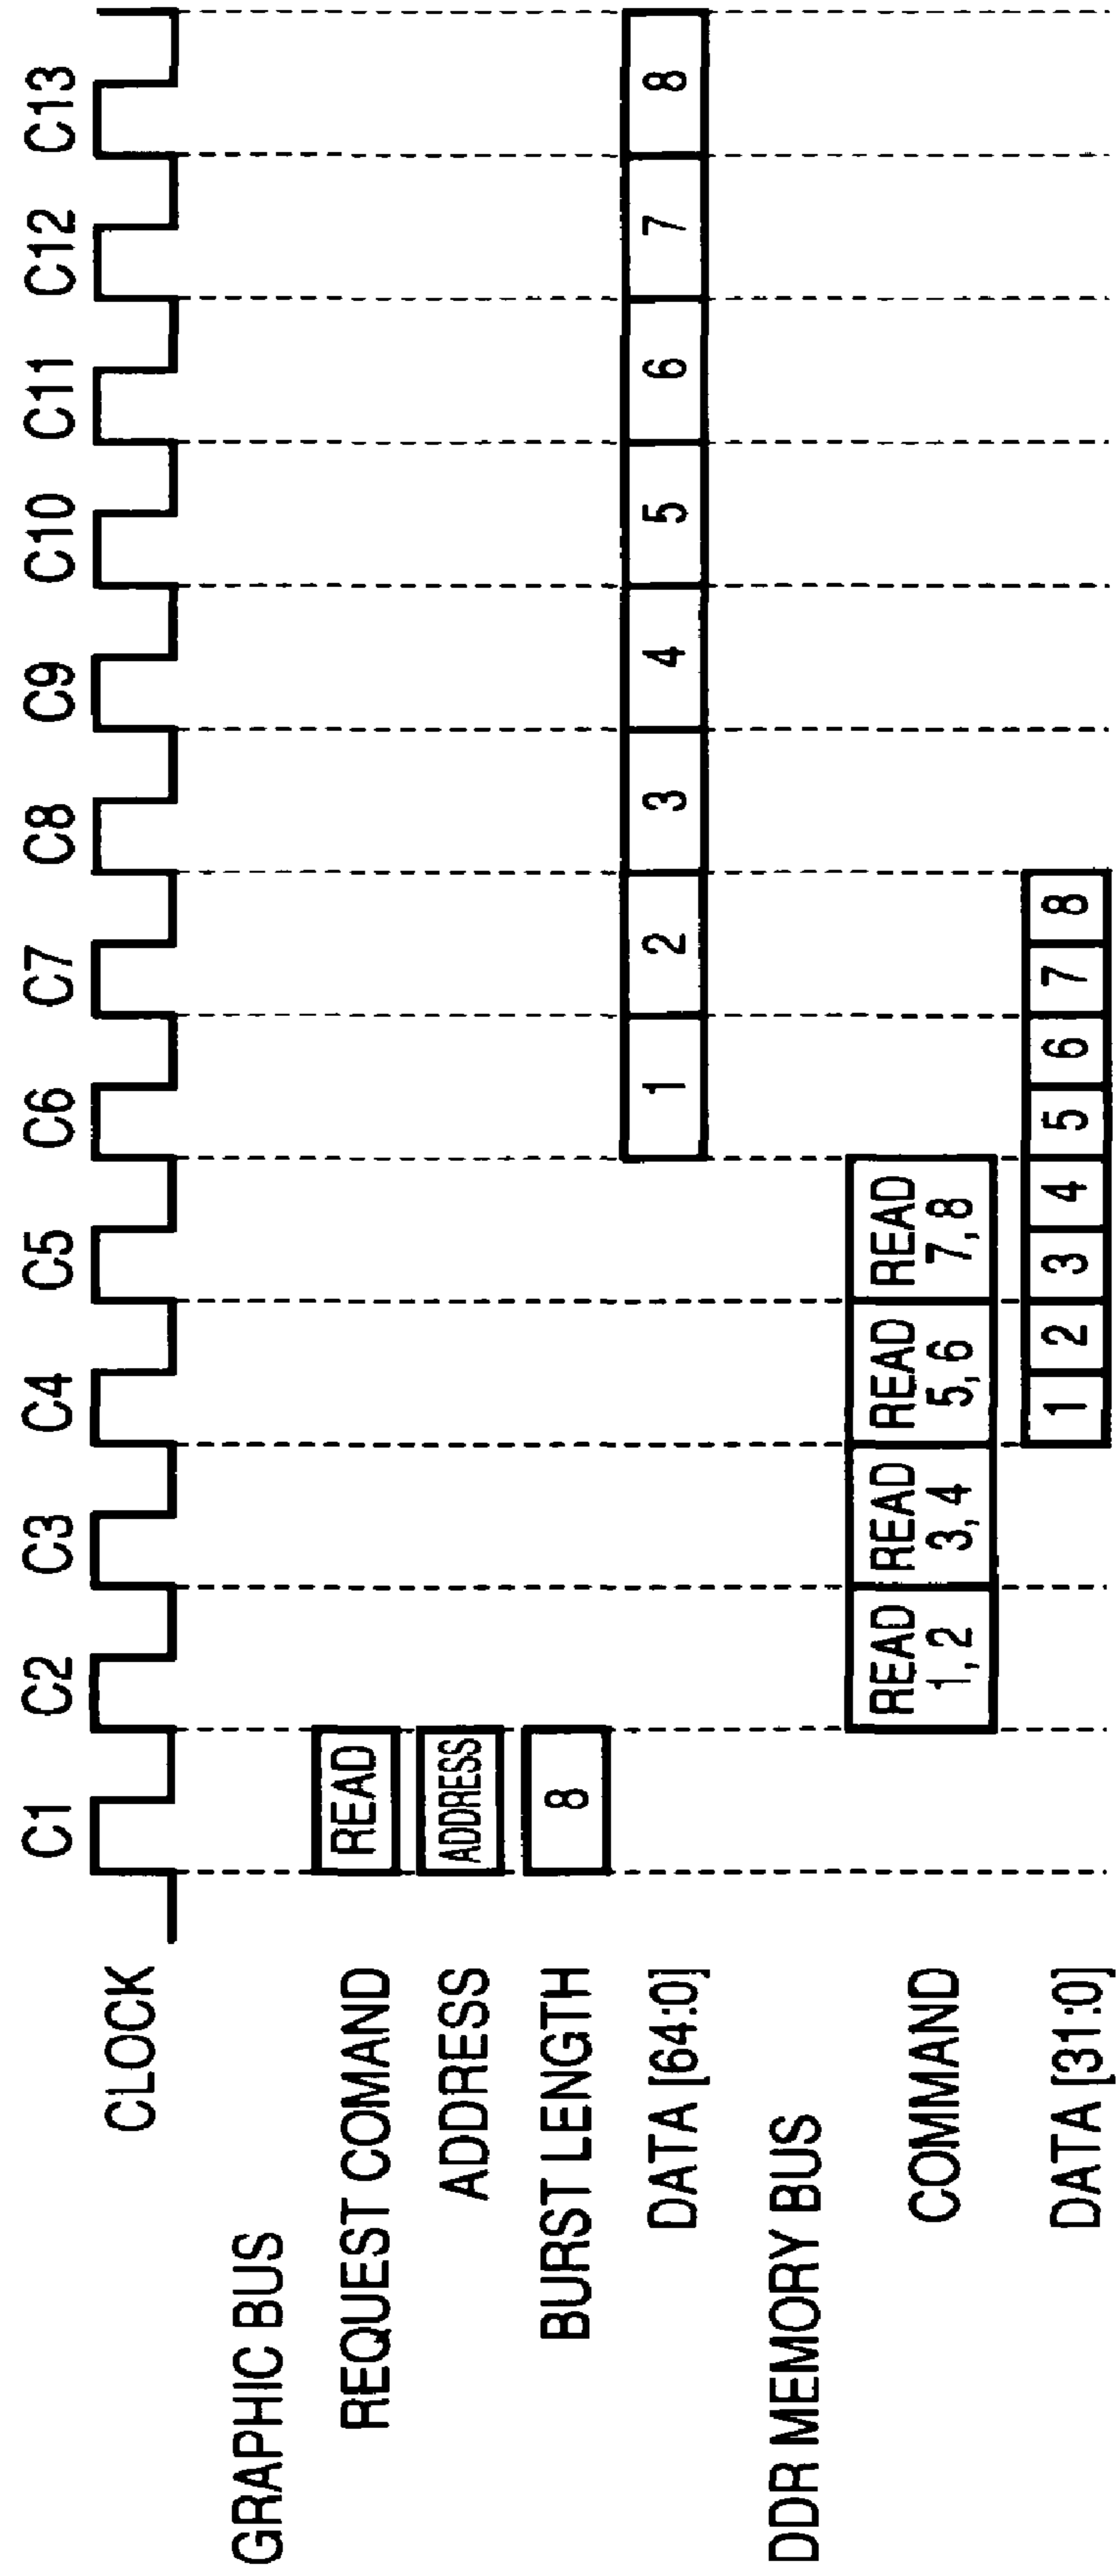 CLOCK C1 C2 C3 C4 C5 C6 C7 C8 C9 C10 C11 C12 C13
GRAPHIC BUS
REQUEST COMAND READ
ADDRESS ADDRESS
BURST LENGTH 8
DATA [64:0] 1 2 3 4 5 6 7 8
DDR MEMORY BUS
COMMAND READ READ READ READ
1, 2 3, 4 5, 6 7, 8
DATA [31:0] 1 2 3 4 5 6 7 8